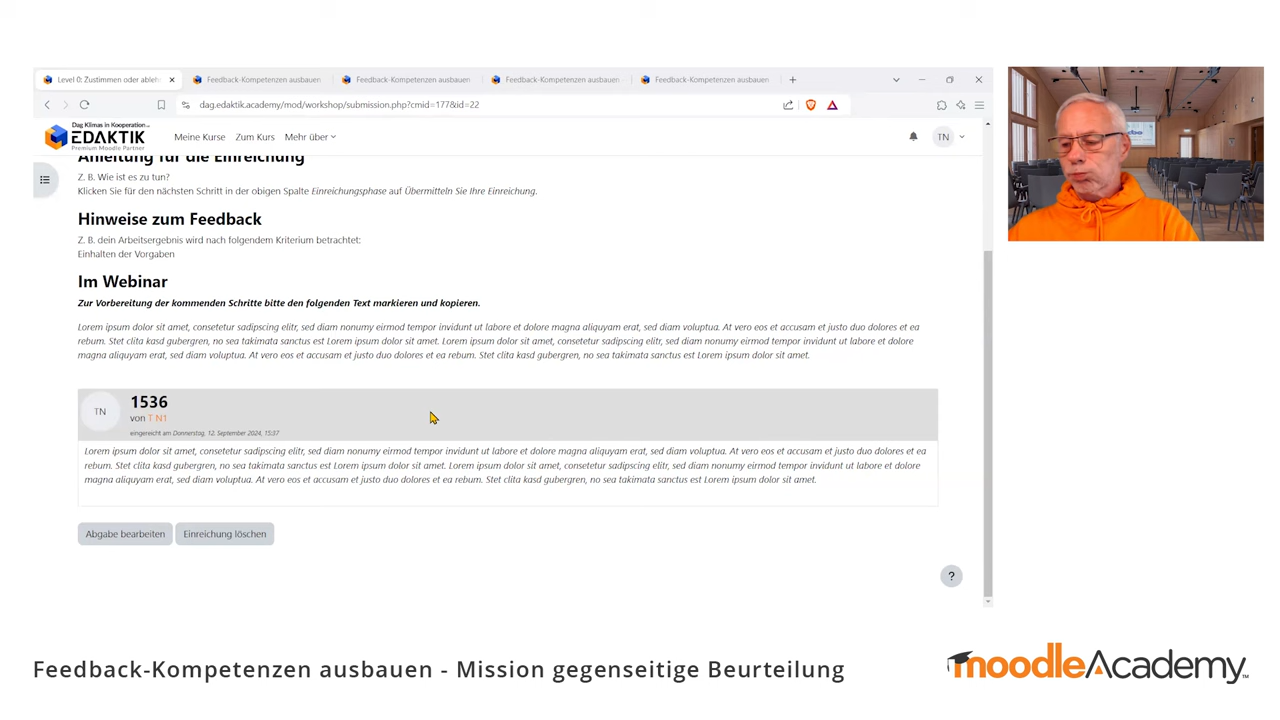 Level 0: Zustimmen oder ableh
Feedback-Kompetenzen ausbauen
Feedback-Kompetenzen ausbauen
Feedback-Kompetenzen ausbauen
Feedback-Kompetenzen ausbauen
dag.edaktik.academy/mod/workshop/submission.php?cmid=177&id=22
Dag Klimas in Kooperation
EDAKTIK
Premium Moodle Partner
Meine Kurse
Zum Kurs
Mehr über
TN
Anleitung für die Einreichung
Z. B. Wie ist es zu tun?
Klicken Sie für den nächsten Schritt in der obigen Spalte Einreichungsphase auf Übermitteln Sie Ihre Einreichung.
Hinweise zum Feedback
Z. B. dein Arbeitsergebnis wird nach folgendem Kriterium betrachtet:
Einhalten der Vorgaben
Im Webinar
Zur Vorbereitung der kommenden Schritte bitte den folgenden Text markieren und kopieren.
Lorem ipsum dolor sit amet, consetetur sadipscing elitr, sed diam nonumy eirmod tempor invidunt ut labore et dolore magna aliquyam erat, sed diam voluptua. At vero eos et accusam et justo duo dolores et ea
rebum. Stet clita kasd gubergren, no sea takimata sanctus est Lorem ipsum dolor sit amet. Lorem ipsum dolor sit amet, consetetur sadipscing elitr, sed diam nonumy eirmod tempor invidunt ut labore et dolore
magna aliquyam erat, sed diam voluptua. At vero eos et accusam et justo duo dolores et ea rebum. Stet clita kasd gubergren, no sea takimata sanctus est Lorem ipsum dolor sit amet.
TN
1536
von T N1
eingereicht am Donnerstag, 12. September 2024, 15:37
Lorem ipsum dolor sit amet, consetetur sadipscing elitr, sed diam nonumy eirmod tempor invidunt ut labore et dolore magna aliquyam erat, sed diam voluptua. At vero eos et accusam et justo duo dolores et ea
rebum. Stet clita kasd gubergren, no sea takimata sanctus est Lorem ipsum dolor sit amet. Lorem ipsum dolor sit amet, consetetur sadipscing elitr, sed diam nonumy eirmod tempor invidunt ut labore et dolore
magna aliquyam erat, sed diam voluptua. At vero eos et accusam et justo duo dolores et ea rebum. Stet clita kasd gubergren, no sea takimata sanctus est Lorem ipsum dolor sit amet.
Abgabe bearbeiten
Einreichung löschen
?
Feedback-Kompetenzen ausbauen - Mission gegenseitige Beurteilung
moodleAcademy™